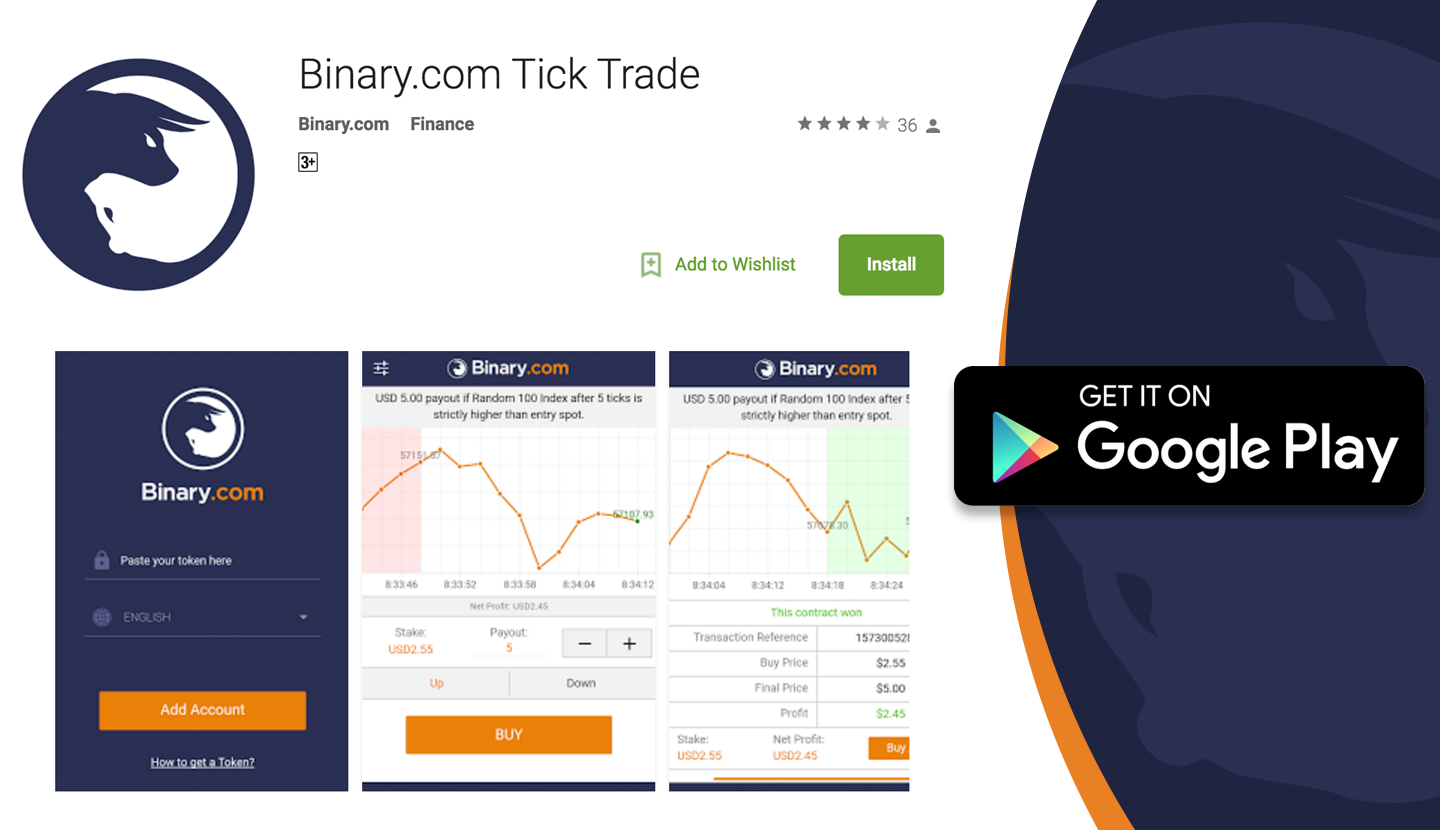 Binary.com Tick Trade
Binary.com Finance
36
3+
Add to Wishlist
Install
Binary.com
Paste your token here
ENGLISH
Add Account
How to get a Token?
Binary.com
USD 5.00 payout if Random 100 Index after 5 ticks is
strictly higher than entry spot.
57151.87
57107.93
8:33:46 8:33:52 8:33:58 8:34:04 8:34:12
Net Profit: USD2.45
Stake: Payout:
USD2.55 5
− +
Up Down
BUY
Binary.com
USD 5.00 payout if Random 100 Index after 5
strictly higher than entry spot.
8:34:04 8:34:12 8:34:18 8:34:24
This contract won
Transaction Reference 157300528
Buy Price $2.55
Final Price $5.00
Profit $2.45
Stake: Net Profit:
USD2.55 USD2.45
Buy
GET IT ON
Google Play